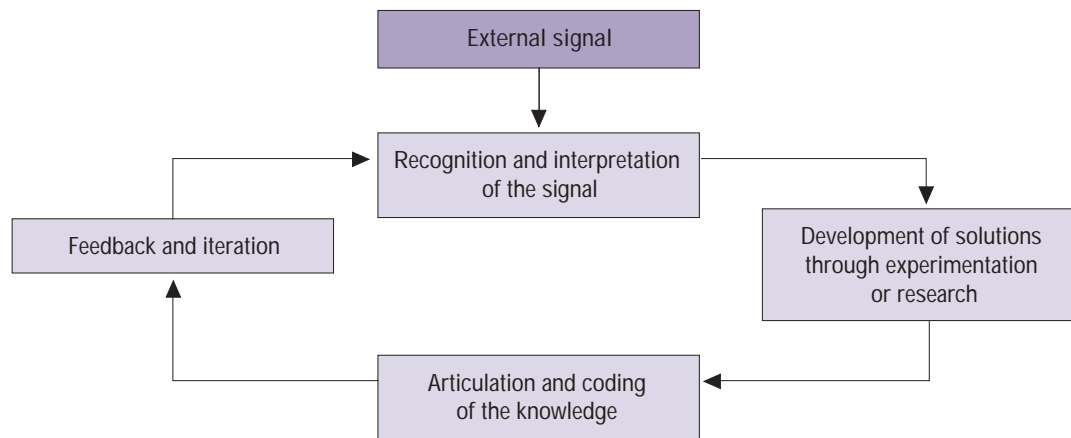 External signal
Recognition and interpretation
of the signal
Feedback and iteration
Development of solutions
through experimentation
or research
Articulation and coding
of the knowledge